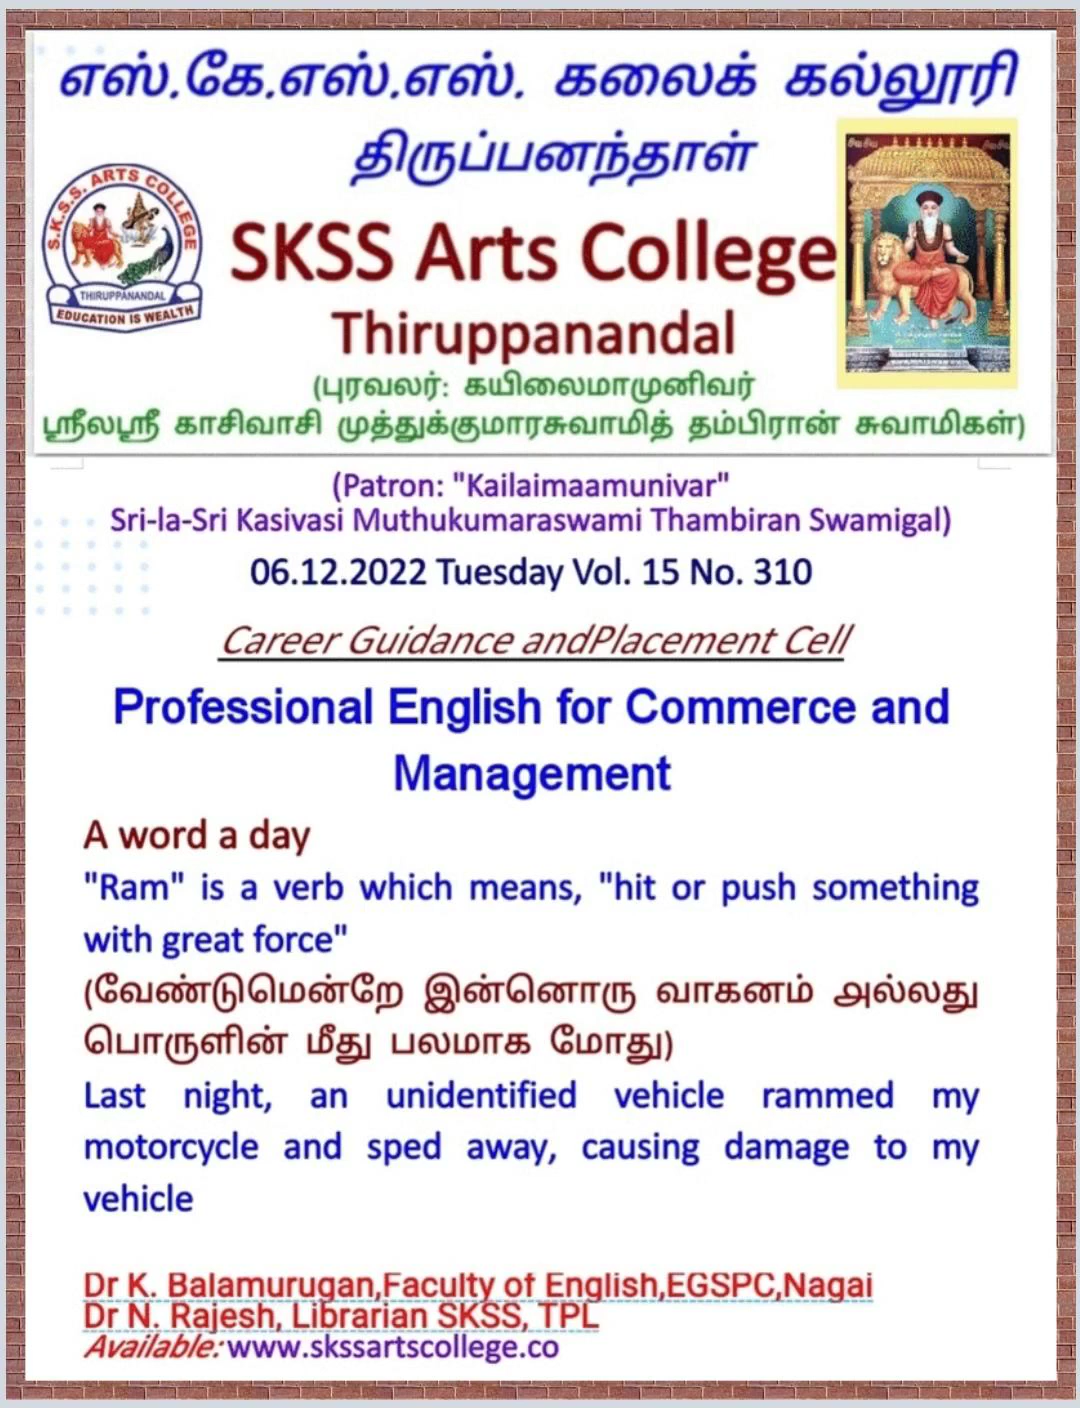 எஸ்.கே.எஸ்.எஸ். கலைக் கல்லூரி
திருப்பனந்தாள்
S.K.S.S. ARTS COLLEGE
THIRUPPANANDAL
EDUCATION IS WEALTH
SKSS Arts College
Thiruppanandal
(புரவலர்: கயிலைமாமுனிவர்
ஸ்ரீலஸ்ரீ காசிவாசி முத்துக்குமாரசுவாமித் தம்பிரான் சுவாமிகள்)
(Patron: "Kailaimaamunivar"
Sri-la-Sri Kasivasi Muthukumaraswami Thambiran Swamigal)
06.12.2022 Tuesday Vol. 15 No. 310
Career Guidance andPlacement Cell
Professional English for Commerce and
Management
A word a day
"Ram" is a verb which means, "hit or push something
with great force"
(வேண்டுமென்றே இன்னொரு வாகனம் அல்லது
பொருளின் மீது பலமாக மோது)
Last night, an unidentified vehicle rammed my
motorcycle and sped away, causing damage to my
vehicle
Dr K. Balamurugan,Faculty of English,EGSPC,Nagai
Dr N. Rajesh, Librarian SKSS, TPL
Available:www.skssartscollege.co